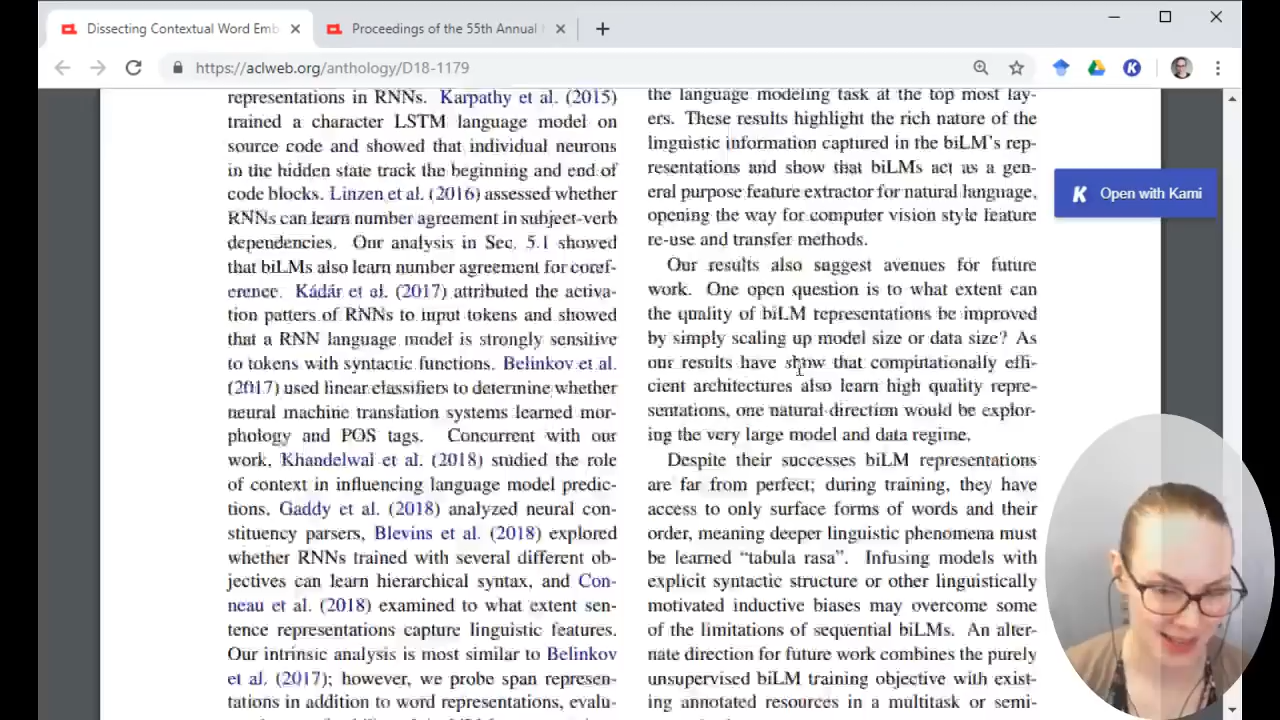 Dissecting Contextual Word Emb
Proceedings of the 55th Annual
https://aclweb.org/anthology/D18-1179
representations in RNNs. Karpathy et al. (2015)
trained a character LSTM language model on
source code and showed that individual neurons
in the hidden state track the beginning and end of
code blocks. Linzen et al. (2016) assessed whether
RNNs can learn number agreement in subject-verb
dependencies. Our analysis in Sec. 5.1 showed
that biLMs also learn number agreement for coref-
erence. Kádár et al. (2017) attributed the activa-
tion patters of RNNs to input tokens and showed
that a RNN language model is strongly sensitive
to tokens with syntactic functions. Belinkov et al.
(2017) used linear classifiers to determine whether
neural machine translation systems learned mor-
phology and POS tags. Concurrent with our
work, Khandelwal et al. (2018) studied the role
of context in influencing language model predic-
tions. Gaddy et al. (2018) analyzed neural con-
stituency parsers, Blevins et al. (2018) explored
whether RNNs trained with several different ob-
jectives can learn hierarchical syntax, and Con-
neau et al. (2018) examined to what extent sen-
tence representations capture linguistic features.
Our intrinsic analysis is most similar to Belinkov
et al. (2017); however, we probe span represen-
tations in addition to word representations, evalu-
the language modeling task at the top most lay-
ers. These results highlight the rich nature of the
linguistic information captured in the biLM's rep-
resentations and show that biLMs act as a gen-
eral purpose feature extractor for natural language,
opening the way for computer vision style feature
re-use and transfer methods.
Our results also suggest avenues for future
work. One open question is to what extent can
the quality of biLM representations be improved
by simply scaling up model size or data size? As
our results have show that computationally effi-
cient architectures also learn high quality repre-
sentations, one natural direction would be explor-
ing the very large model and data regime.
Despite their successes biLM representations
are far from perfect; during training, they have
access to only surface forms of words and their
order, meaning deeper linguistic phenomena must
be learned “tabula rasa”. Infusing models with
explicit syntactic structure or other linguistically
motivated inductive biases may overcome some
of the limitations of sequential biLMs. An alter-
nate direction for future work combines the purely
unsupervised biLM training objective with exist-
ing annotated resources in a multitask or semi-
K Open with Kami